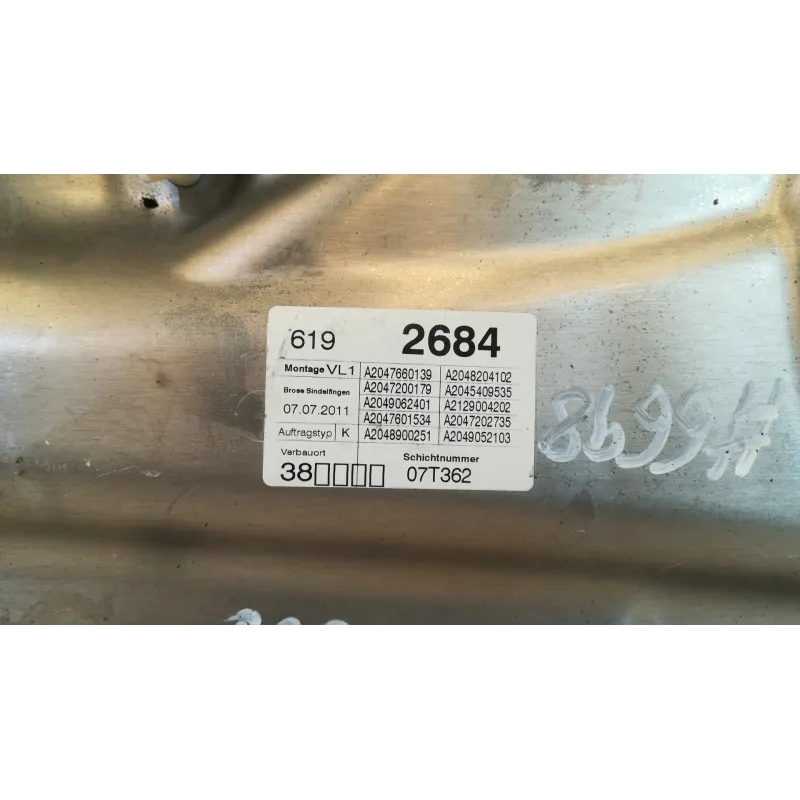 619 2684
Montage VL1 A2047660139 A2048204102
Brose Sindelfingen A2047200179 A2045409535
07.07.2011 A2049062401 A2129004202
A2047601534 A2047202735
Auftragstyp K A2048900251 A2049052103
Verbauort Schichtnummer
38□□□□ 07T362
8699#